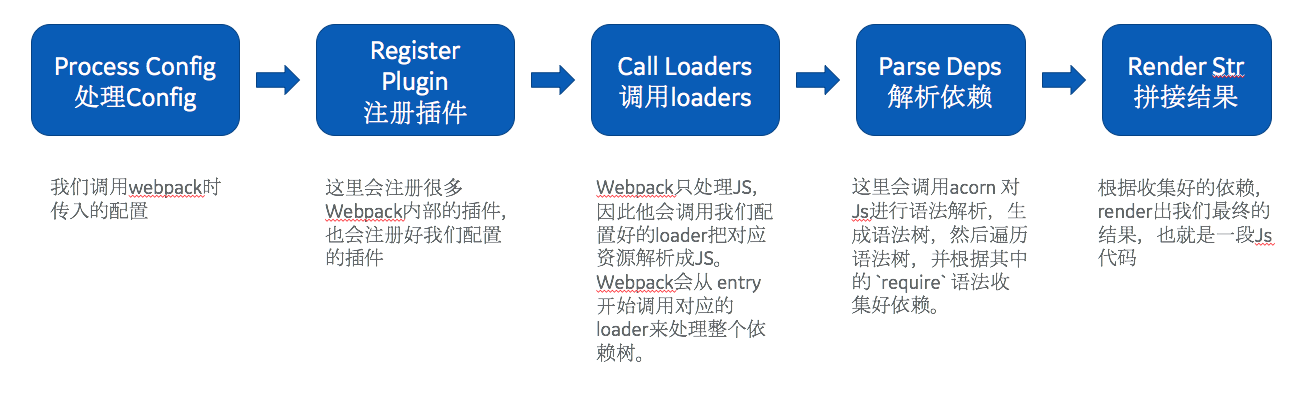 Process Config
处理Config
Register
Plugin
注册插件
Call Loaders
调用loaders
Parse Deps
解析依赖
Render Str
拼接结果
我们调用webpack时
传入的配置
这里会注册很多
Webpack内部的插件,
也会注册好我们配置
的插件
Webpack只处理JS,
因此他会调用我们配
置好的loader把对应
资源解析成JS。
Webpack会从 entry
开始调用对应的
loader来处理整个依
赖树。
这里会调用acorn 对
Js进行语法解析，生
成语法树，然后遍历
语法树，并根据其中
的 `require` 语法收
集好依赖。
根据收集好的依赖,
render出我们最终的
结果，也就是一段Js
代码